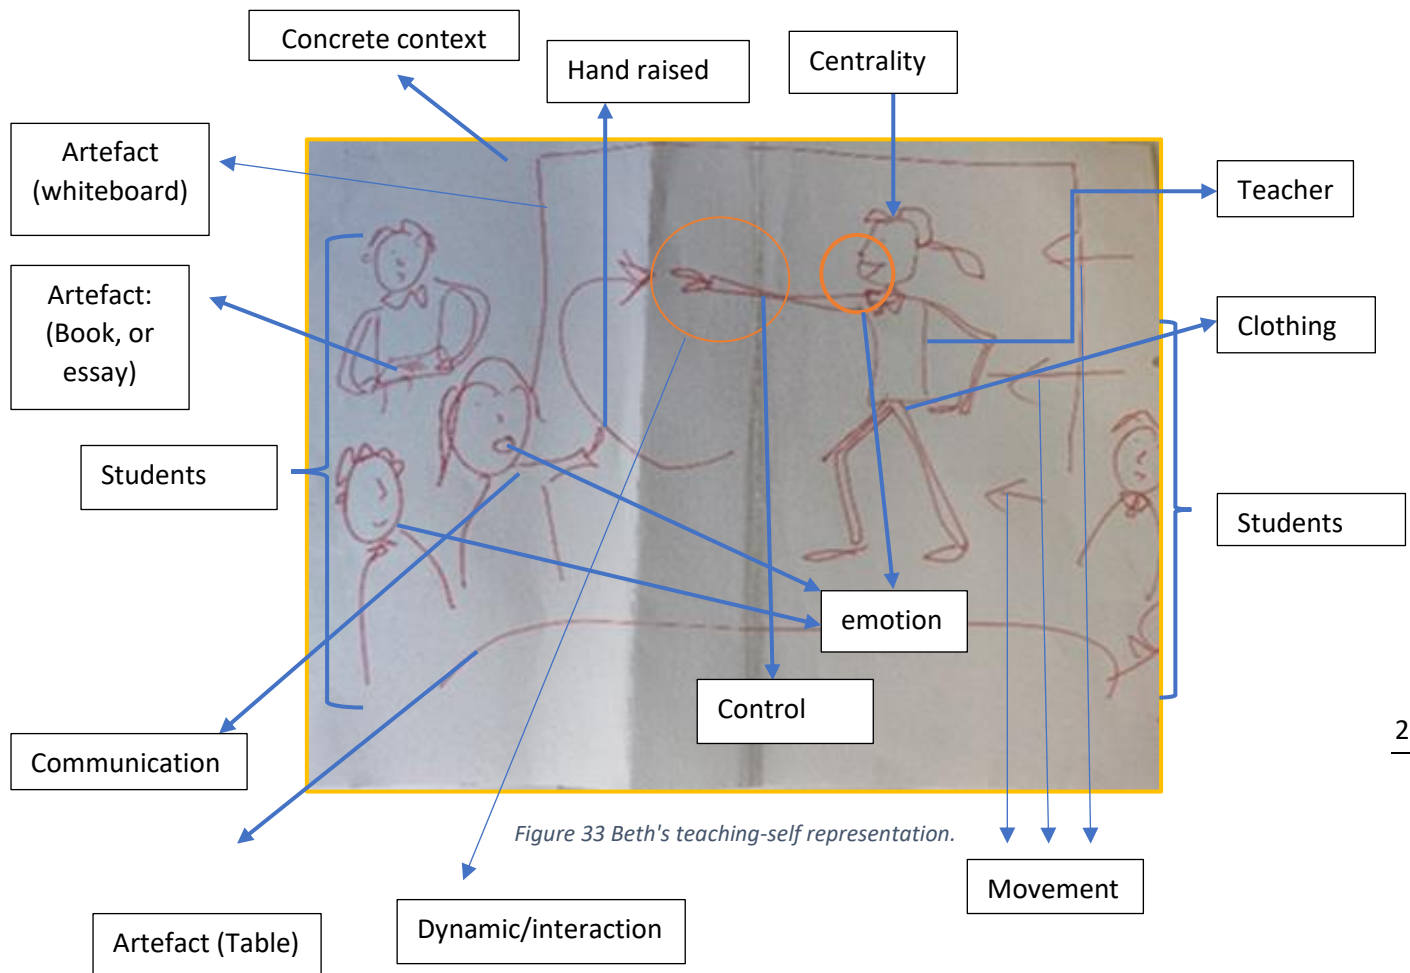 Concrete context
Hand raised
Centrality
Artefact
(whiteboard)
Teacher
Artefact:
(Book, or
essay)
Clothing
Students
Students
emotion
Control
Communication
2
Figure 33 Beth's teaching-self representation.
Movement
Dynamic/interaction
Artefact (Table)